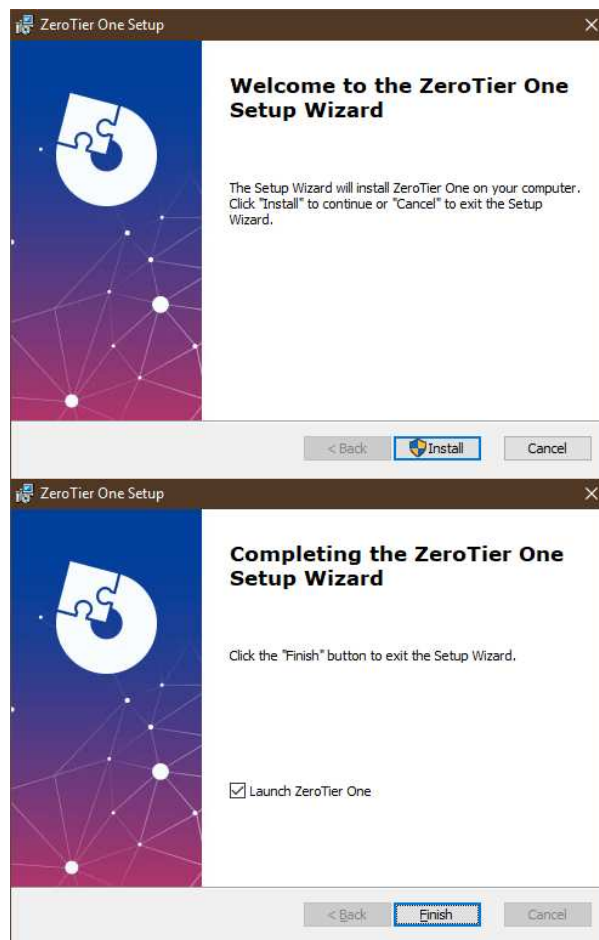 ZeroTier One Setup
Welcome to the ZeroTier One
Setup Wizard
The Setup Wizard will install ZeroTier One on your computer.
Click "Install" to continue or "Cancel" to exit the Setup
Wizard.
< Back Install Cancel
ZeroTier One Setup
Completing the ZeroTier One
Setup Wizard
Click the "Finish" button to exit the Setup Wizard.
Launch ZeroTier One
< Back Finish Cancel